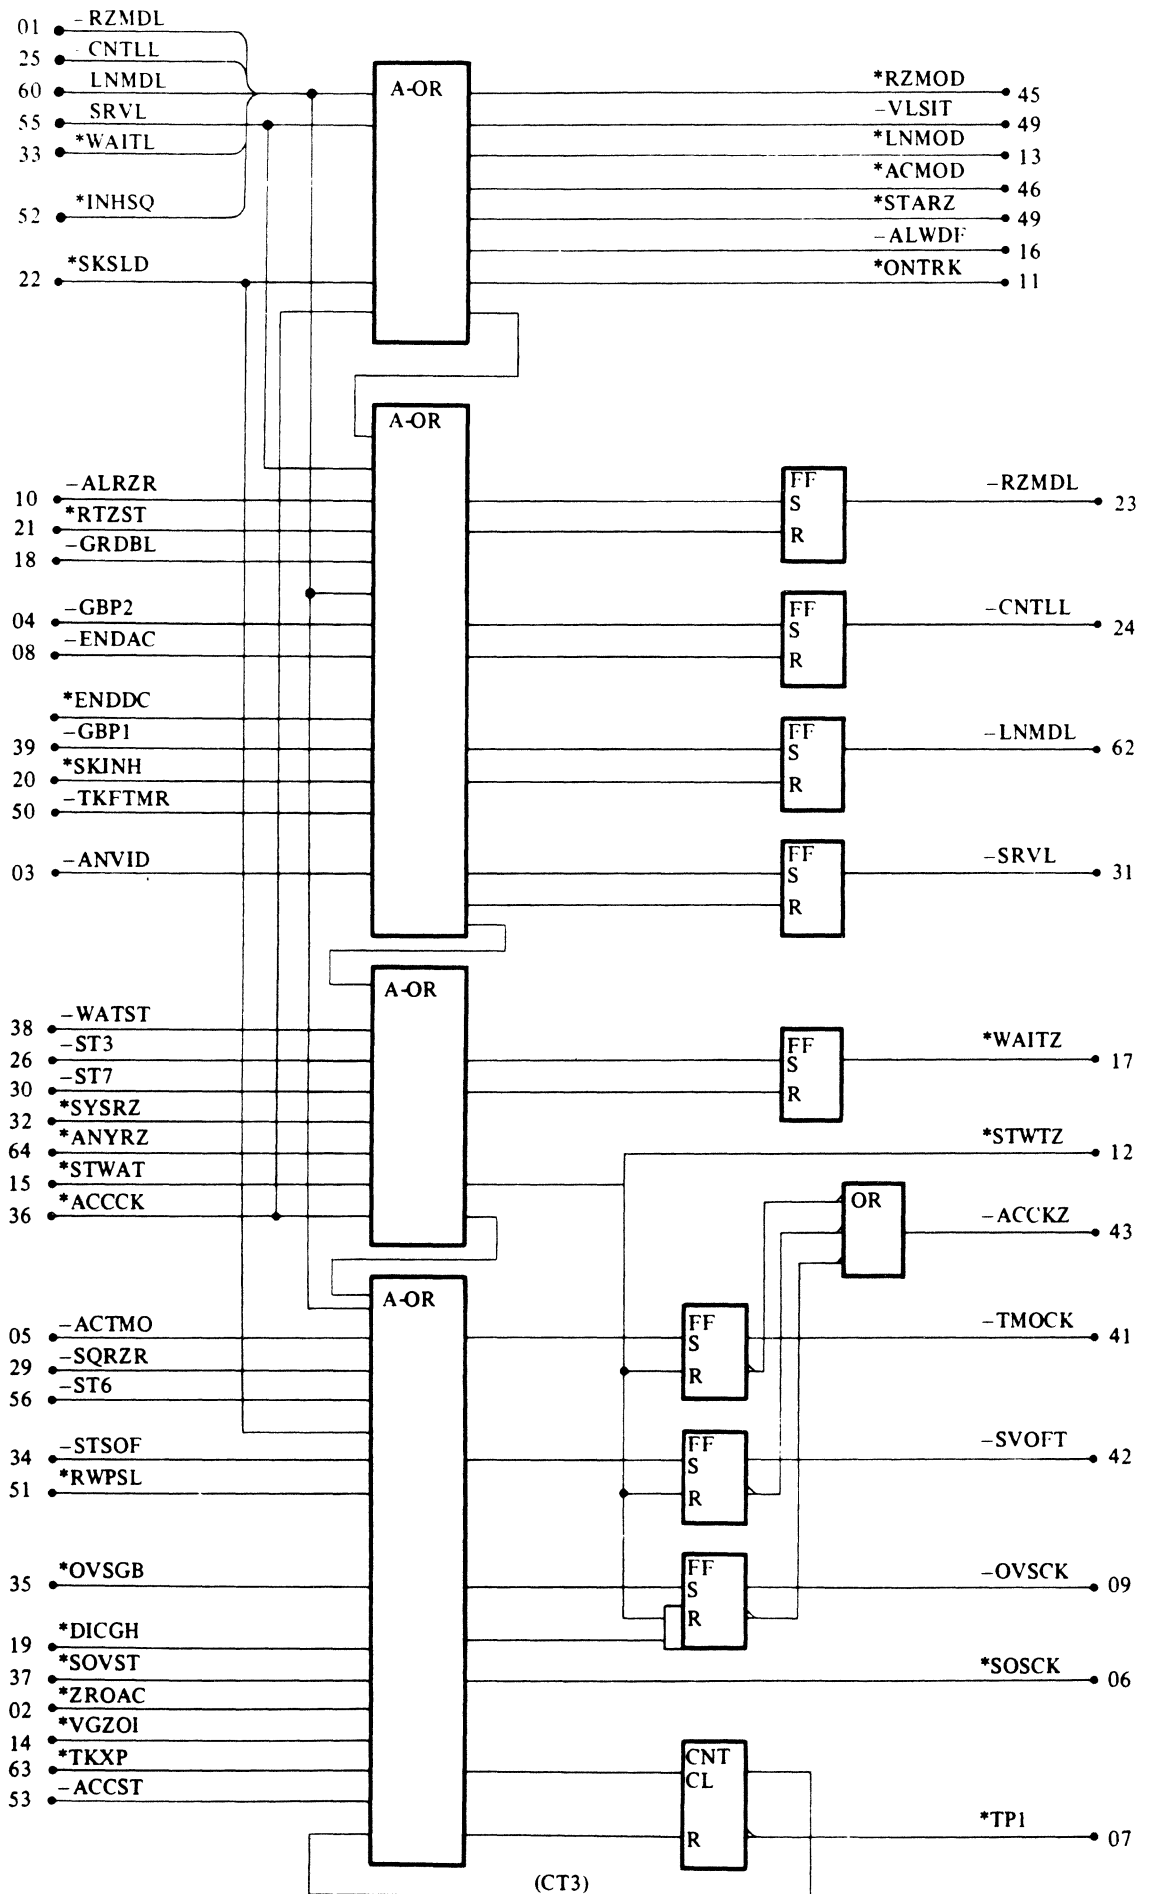 01 –RZMDL
25 -CNTLL
60 LNMDL
55 SRVL
33 *WAITL
52 *INHSQ
22 *SKSLD
A-OR
*RZMOD 45
–VLSIT 49
*LNMOD 13
*ACMOD 46
*STARZ 49
–ALWDF 16
*ONTRK 11
A-OR
10 –ALRZR
21 *RTZST
18 –GRDBL
04 –GBP2
08 –ENDAC
*ENDDC
39 –GBP1
20 *SKINH
50 –TKFTMR
03 –ANVID
FF
S
R
–RZMDL 23
FF
S
R
–CNTLL 24
FF
S
R
–LNMDL 62
FF
S
R
–SRVL 31
A-OR
38 –WATST
26 –ST3
30 –ST7
32 *SYSRZ
64 *ANYRZ
15 *STWAT
36 *ACCCK
FF
S
R
*WAITZ 17
*STWTZ 12
OR
–ACCKZ 43
A-OR
05 –ACTMO
29 –SQRZR
56 –ST6
34 –STSOF
51 *RWPSL
35 *OVSGB
19 *DICGH
37 *SOVST
02 *ZROAC
14 *VGZOI
63 *TKXP
53 –ACCST
FF
S
R
–TMOCK 41
FF
S
R
–SVOFT 42
FF
S
R
–OVSCK 09
*SOSCK 06
CNT
CL
R
*TP1 07
(CT3)